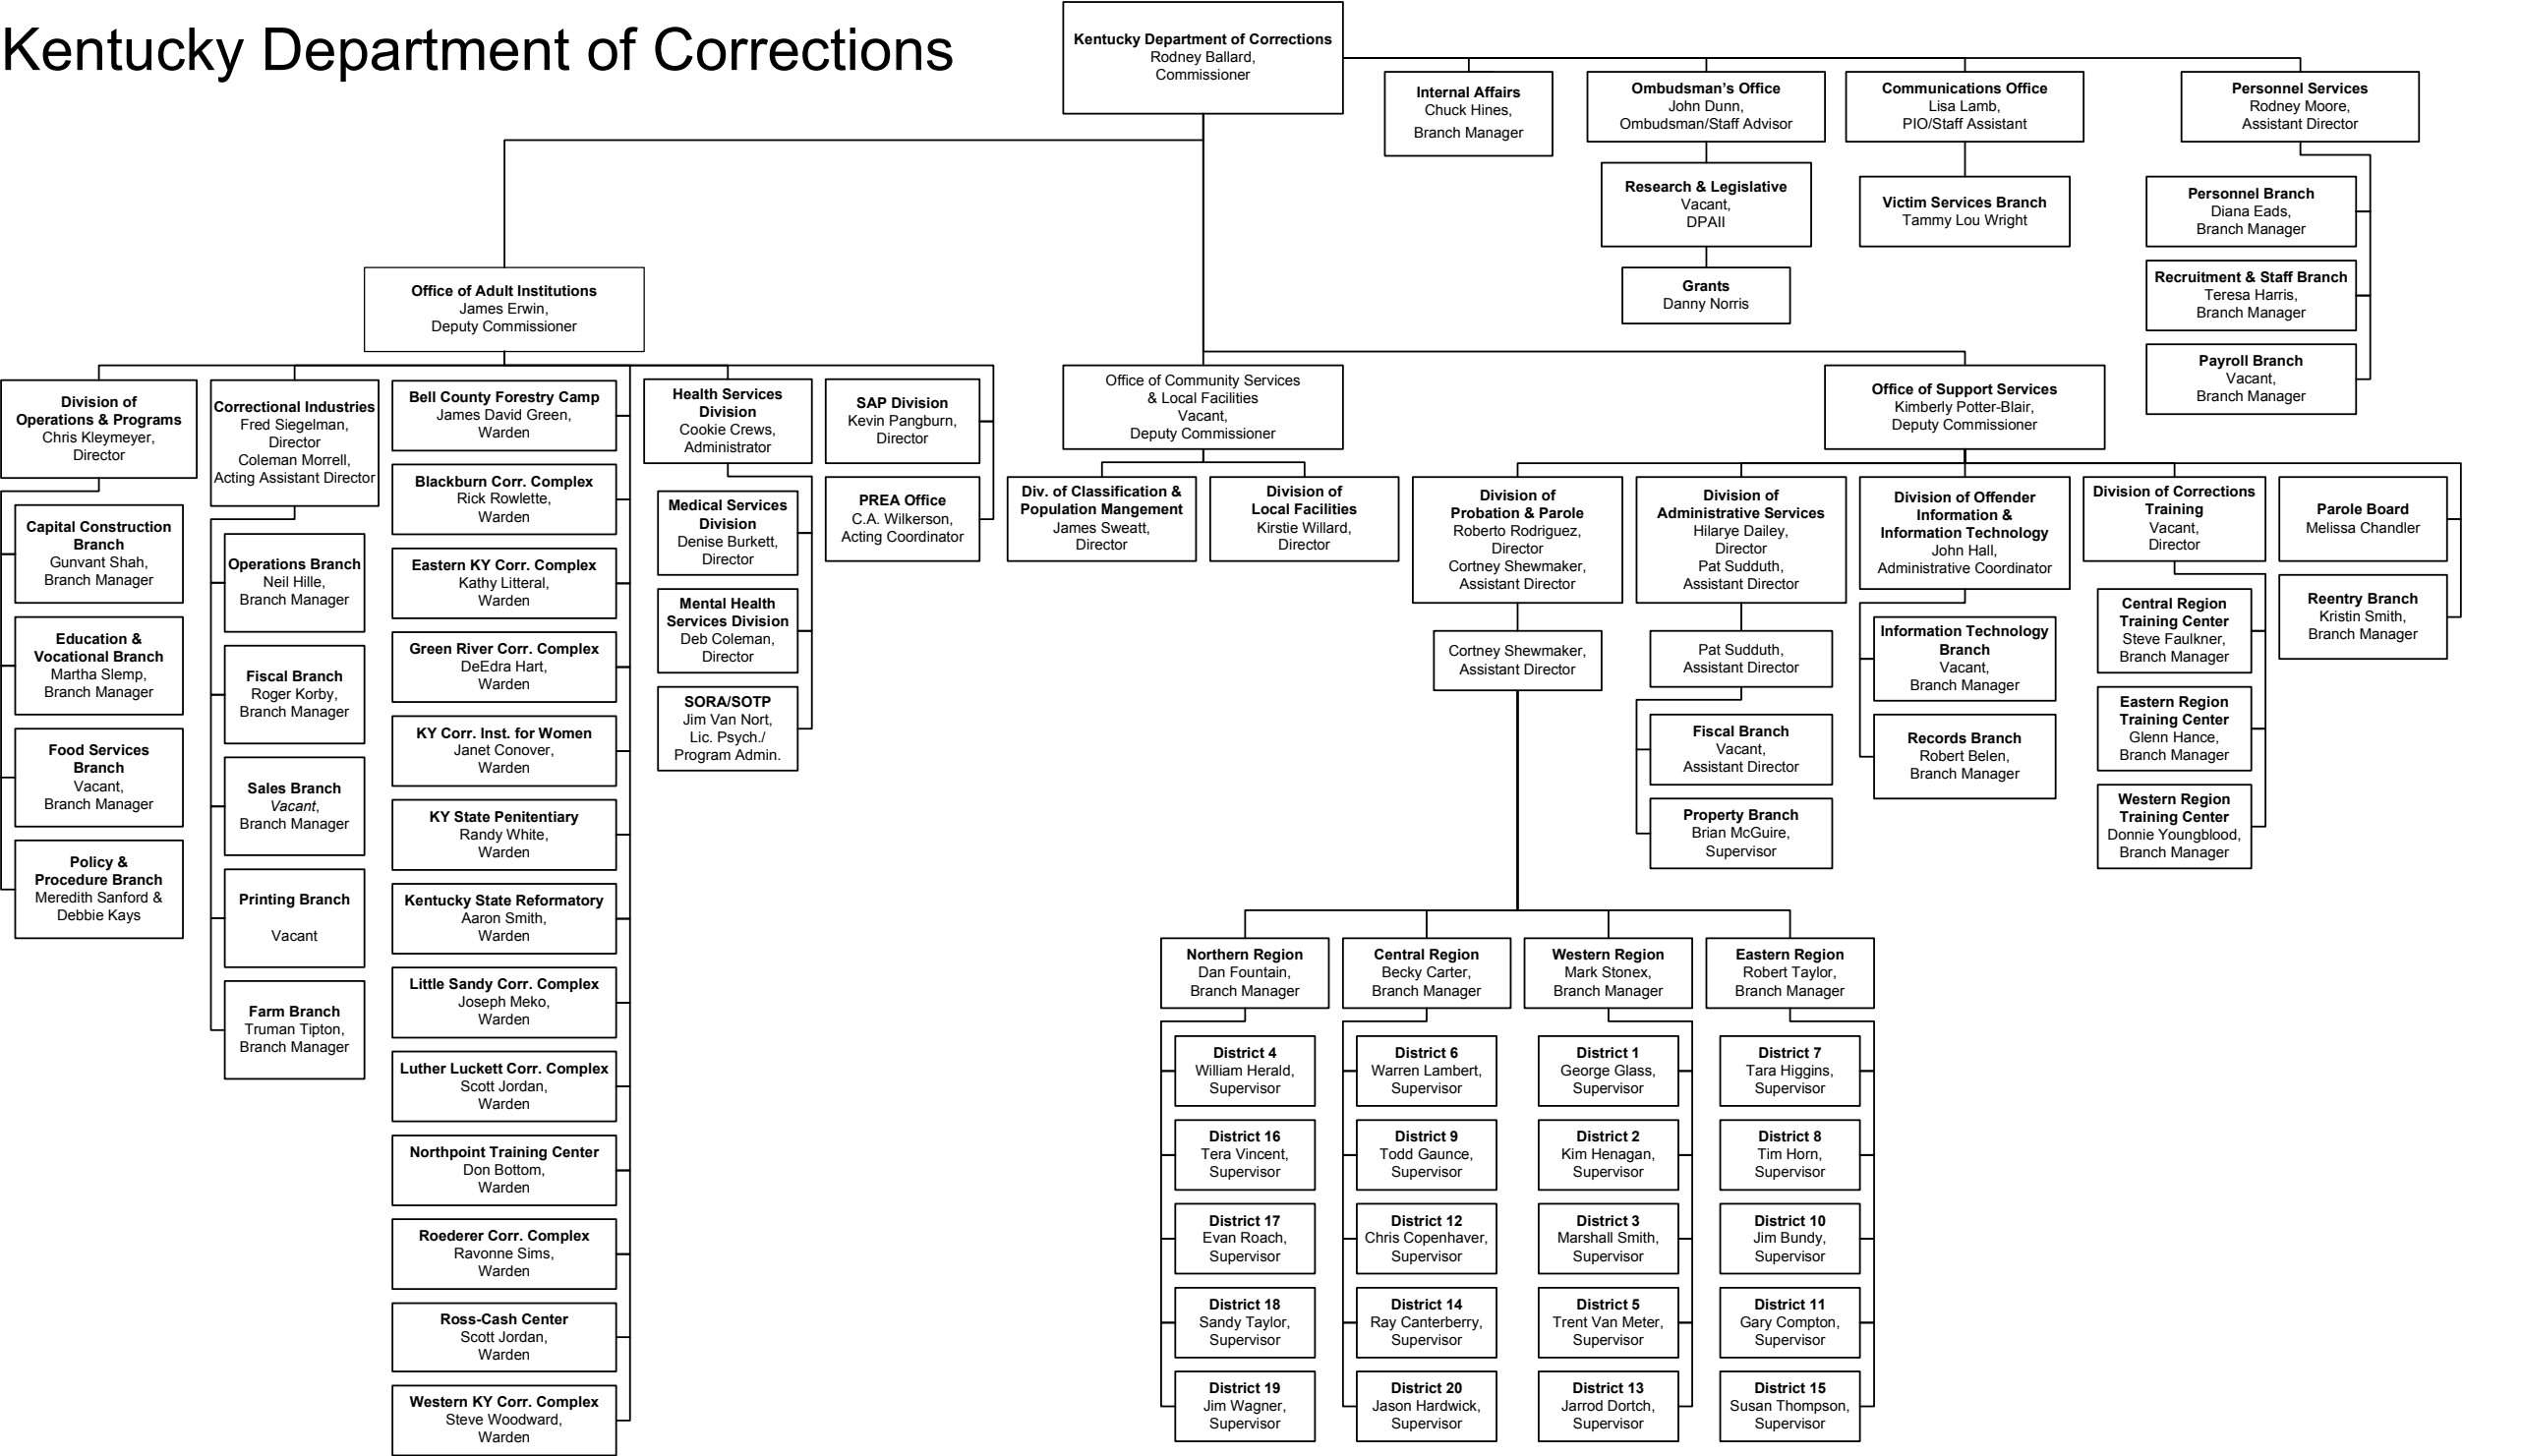 Kentucky Department of Corrections
Kentucky Department of Corrections
Rodney Ballard,
Commissioner
Internal Affairs
Chuck Hines,
Branch Manager
Ombudsman’s Office
John Dunn,
Ombudsman/Staff Advisor
Research & Legislative
Vacant,
DPAII
Grants
Danny Norris
Communications Office
Lisa Lamb,
PIO/Staff Assistant
Victim Services Branch
Tammy Lou Wright
Personnel Services
Rodney Moore,
Assistant Director
Personnel Branch
Diana Eads,
Branch Manager
Recruitment & Staff Branch
Teresa Harris,
Branch Manager
Payroll Branch
Vacant,
Branch Manager
Office of Adult Institutions
James Erwin,
Deputy Commissioner
Division of
Operations & Programs
Chris Kleymeyer,
Director
Capital Construction
Branch
Gunvant Shah,
Branch Manager
Education &
Vocational Branch
Martha Slemp,
Branch Manager
Food Services
Branch
Vacant,
Branch Manager
Policy &
Procedure Branch
Meredith Sanford &
Debbie Kays
Correctional Industries
Fred Siegelman,
Director
Coleman Morrell,
Acting Assistant Director
Operations Branch
Neil Hille,
Branch Manager
Fiscal Branch
Roger Korby,
Branch Manager
Sales Branch
Vacant,
Branch Manager
Printing Branch
Vacant
Farm Branch
Truman Tipton,
Branch Manager
Bell County Forestry Camp
James David Green,
Warden
Blackburn Corr. Complex
Rick Rowlette,
Warden
Eastern KY Corr. Complex
Kathy Litteral,
Warden
Green River Corr. Complex
DeEdra Hart,
Warden
KY Corr. Inst. for Women
Janet Conover,
Warden
KY State Penitentiary
Randy White,
Warden
Kentucky State Reformatory
Aaron Smith,
Warden
Little Sandy Corr. Complex
Joseph Meko,
Warden
Luther Luckett Corr. Complex
Scott Jordan,
Warden
Northpoint Training Center
Don Bottom,
Warden
Roederer Corr. Complex
Ravonne Sims,
Warden
Ross-Cash Center
Scott Jordan,
Warden
Western KY Corr. Complex
Steve Woodward,
Warden
Health Services
Division
Cookie Crews,
Administrator
Medical Services
Division
Denise Burkett,
Director
Mental Health
Services Division
Deb Coleman,
Director
SORA/SOTP
Jim Van Nort,
Lic. Psych./
Program Admin.
SAP Division
Kevin Pangburn,
Director
PREA Office
C.A. Wilkerson,
Acting Coordinator
Office of Community Services
& Local Facilities
Vacant,
Deputy Commissioner
Div. of Classification &
Population Mangement
James Sweatt,
Director
Division of
Local Facilities
Kirstie Willard,
Director
Office of Support Services
Kimberly Potter-Blair,
Deputy Commissioner
Division of
Probation & Parole
Roberto Rodriguez,
Director
Cortney Shewmaker,
Assistant Director
Cortney Shewmaker,
Assistant Director
Division of
Administrative Services
Hilarye Dailey,
Director
Pat Sudduth,
Assistant Director
Pat Sudduth,
Assistant Director
Fiscal Branch
Vacant,
Assistant Director
Property Branch
Brian McGuire,
Supervisor
Division of Offender
Information &
Information Technology
John Hall,
Administrative Coordinator
Information Technology
Branch
Vacant,
Branch Manager
Records Branch
Robert Belen,
Branch Manager
Division of Corrections
Training
Vacant,
Director
Central Region
Training Center
Steve Faulkner,
Branch Manager
Eastern Region
Training Center
Glenn Hance,
Branch Manager
Western Region
Training Center
Donnie Youngblood,
Branch Manager
Parole Board
Melissa Chandler
Reentry Branch
Kristin Smith,
Branch Manager
Northern Region
Dan Fountain,
Branch Manager
District 4
William Herald,
Supervisor
District 16
Tera Vincent,
Supervisor
District 17
Evan Roach,
Supervisor
District 18
Sandy Taylor,
Supervisor
District 19
Jim Wagner,
Supervisor
Central Region
Becky Carter,
Branch Manager
District 6
Warren Lambert,
Supervisor
District 9
Todd Gaunce,
Supervisor
District 12
Chris Copenhaver,
Supervisor
District 14
Ray Canterberry,
Supervisor
District 20
Jason Hardwick,
Supervisor
Western Region
Mark Stonex,
Branch Manager
District 1
George Glass,
Supervisor
District 2
Kim Henagan,
Supervisor
District 3
Marshall Smith,
Supervisor
District 5
Trent Van Meter,
Supervisor
District 13
Jarrod Dortch,
Supervisor
Eastern Region
Robert Taylor,
Branch Manager
District 7
Tara Higgins,
Supervisor
District 8
Tim Horn,
Supervisor
District 10
Jim Bundy,
Supervisor
District 11
Gary Compton,
Supervisor
District 15
Susan Thompson,
Supervisor